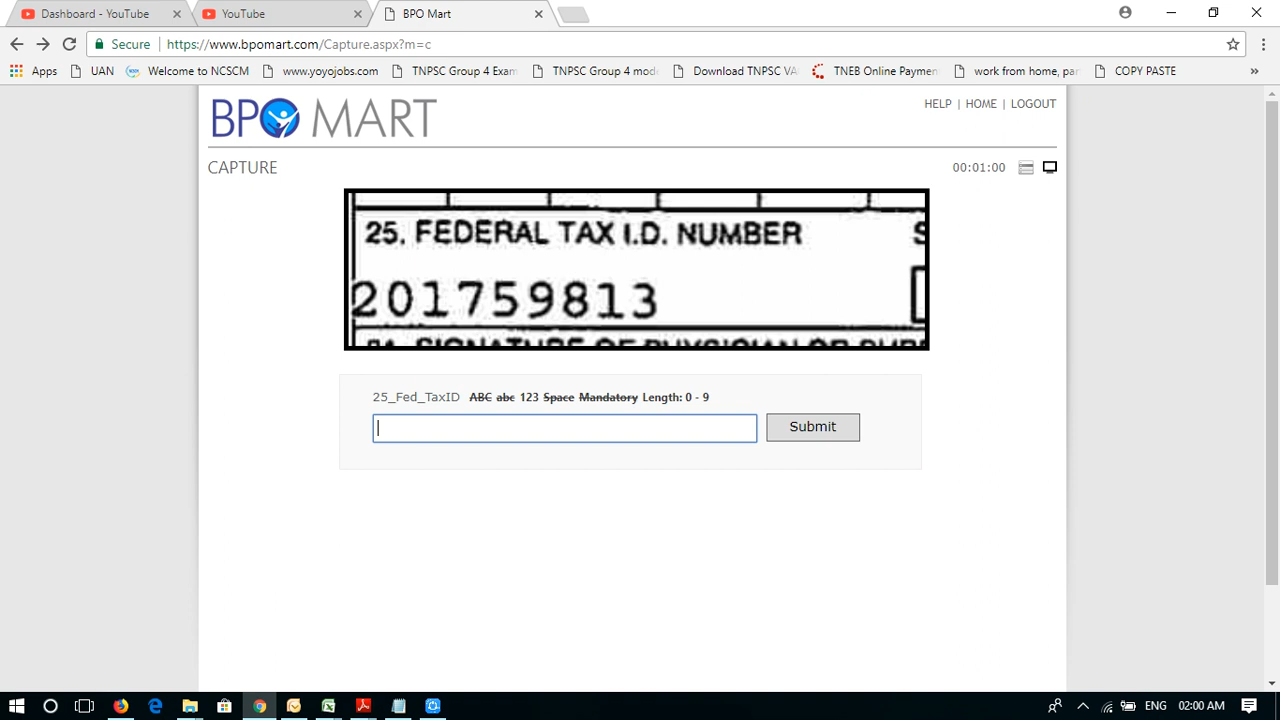 Dashboard - YouTube
YouTube
BPO Mart
Secure
https://www.bpomart.com/Capture.aspx?m=c
Apps
UAN
Welcome to NCSCM
www.yoyojobs.com
TNPSC Group 4 Exam
TNPSC Group 4 mode
Download TNPSC VA
TNEB Online Payment
work from home, par
COPY PASTE
»
BPO MART
HELP | HOME | LOGOUT
CAPTURE
00:01:00
25. FEDERAL TAX I.D. NUMBER
201759813
25_Fed_TaxID ABC abc 123 Space Mandatory Length: 0 - 9
Submit
ENG
02:00 AM